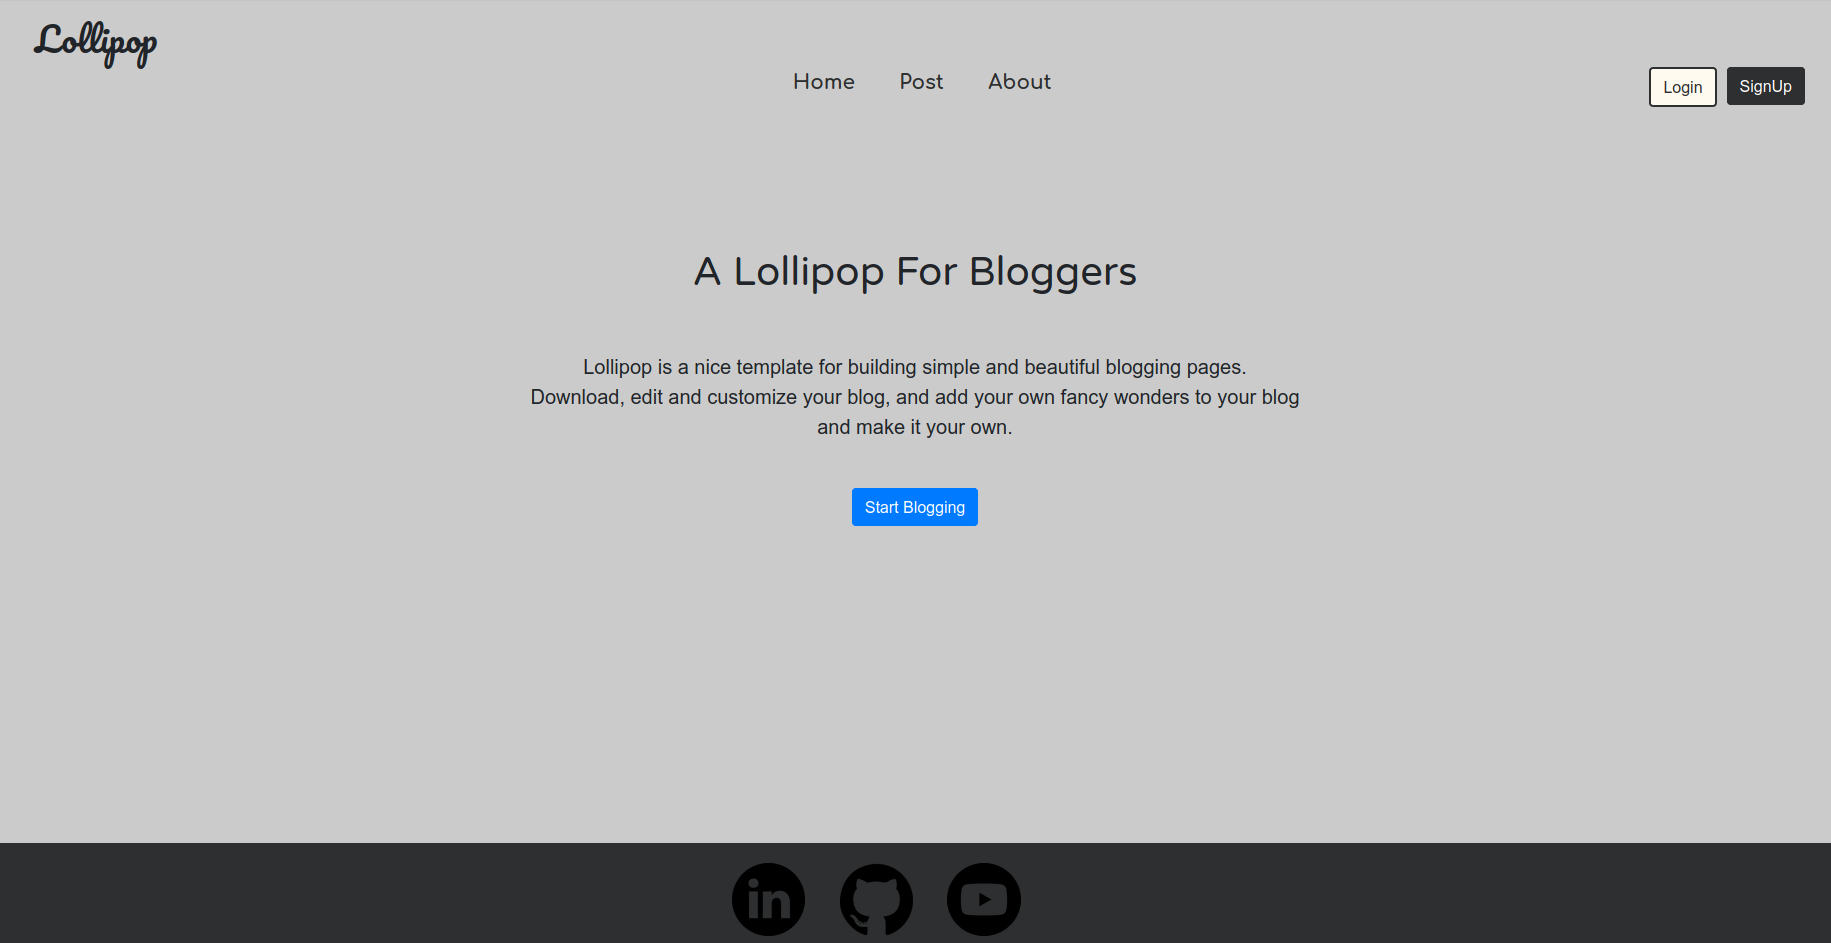 Lollipop
Home Post About
Login SignUp
A Lollipop For Bloggers
Lollipop is a nice template for building simple and beautiful blogging pages.
Download, edit and customize your blog, and add your own fancy wonders to your blog
and make it your own.
Start Blogging
in